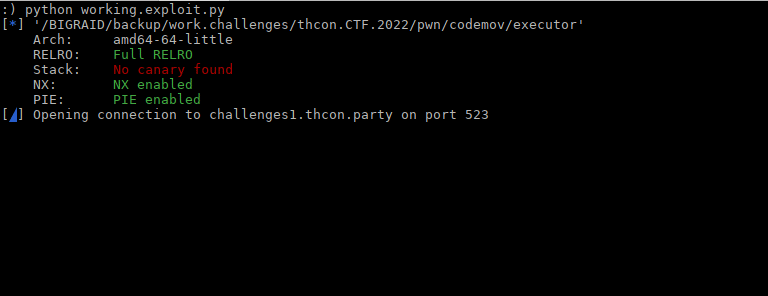 :) python working.exploit.py
[*] '/BIGRAID/backup/work.challenges/thcon.CTF.2022/pwn/codemov/executor'
    Arch:     amd64-64-little
    RELRO:    Full RELRO
    Stack:    No canary found
    NX:       NX enabled
    PIE:      PIE enabled
[◢] Opening connection to challenges1.thcon.party on port 523